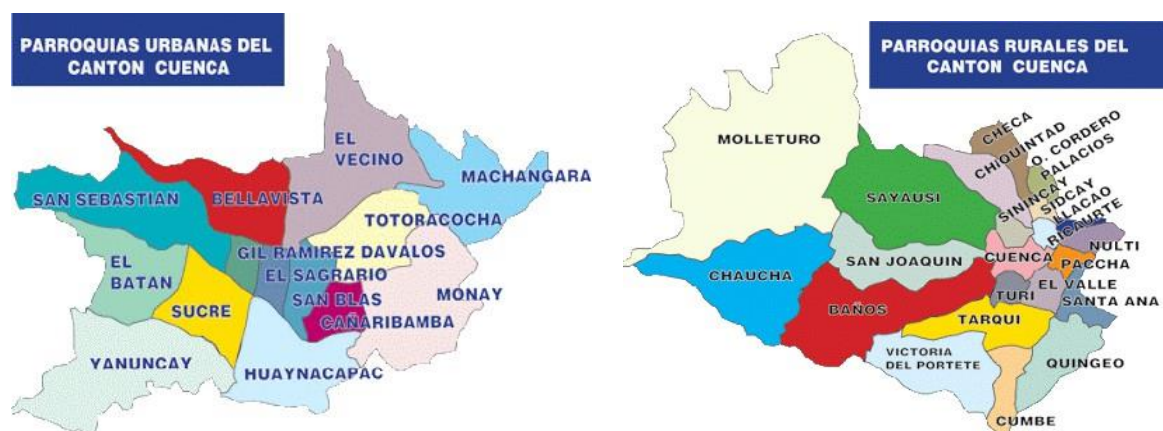 PARROQUIAS URBANAS DEL
CANTON CUENCA
EL
VECINO
MACHANGARA
SAN SEBASTIAN
BELLAVISTA
TOTORACOCHA
GIL RAMIREZ DAVALOS
EL
BATAN
EL SAGRARIO
MONAY
SAN BLAS
SUCRE
CAÑARIBAMBA
YANUNCAY
HUAYNACAPAC
PARROQUIAS RURALES DEL
CANTON CUENCA
MOLLETURO
CHECA
CHIQUINTAD
O. CORDERO
PALACIOS
SAYAUSI
SININCAY
SIDCAY
LLACAO
RICAURTE
NULTI
SAN JOAQUIN
CUENCA
PACCHA
CHAUCHA
EL VALLE
TURI
SANTA ANA
BAÑOS
TARQUI
VICTORIA
DEL PORTETE
QUINGEO
CUMBE